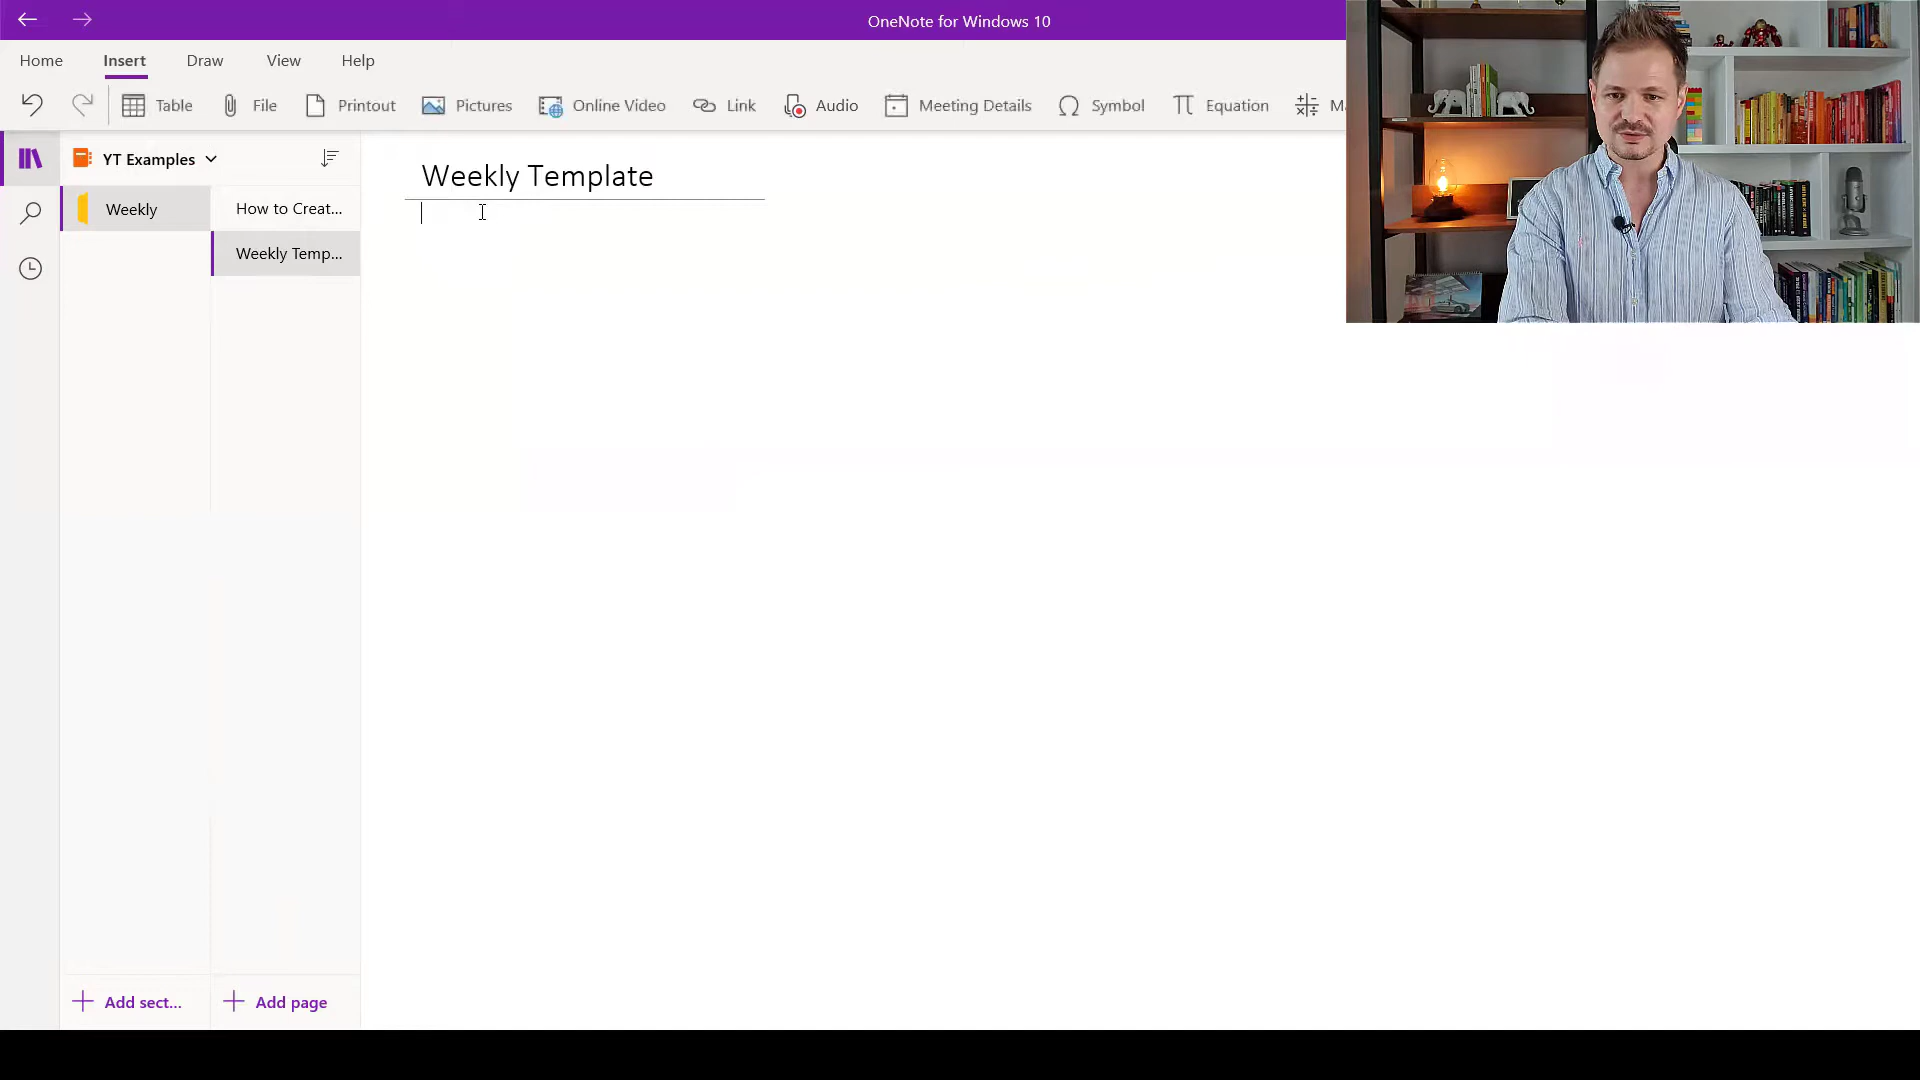 OneNote for Windows 10
Home Insert Draw View Help
Table File Printout Pictures Online Video Link Audio Meeting Details Symbol Equation
YT Examples
Weekly Template
Weekly
How to Creat...
Weekly Temp...
Add sect...
Add page